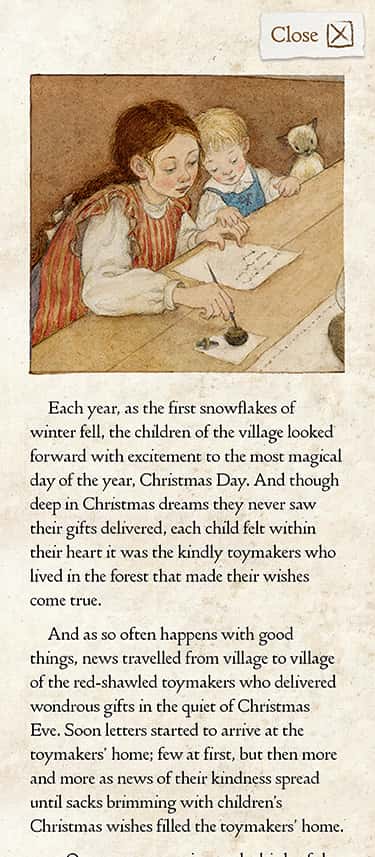 Close
Each year, as the first snowflakes of
winter fell, the children of the village looked
forward with excitement to the most magical
day of the year, Christmas Day. And though
deep in Christmas dreams they never saw
their gifts delivered, each child felt within
their heart it was the kindly toymakers who
lived in the forest that made their wishes
come true.
And as so often happens with good
things, news travelled from village to village
of the red-shawled toymakers who delivered
wondrous gifts in the quiet of Christmas
Eve. Soon letters started to arrive at the
toymakers' home; few at first, but then more
and more as news of their kindness spread
until sacks brimming with children's
Christmas wishes filled the toymakers' home.